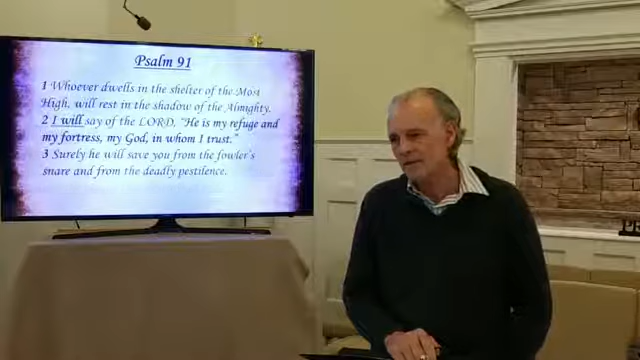 Psalm 91
1 Whoever dwells in the shelter of the Most
High, will rest in the shadow of the Almighty.
2 I will say of the LORD, "He is my refuge and
my fortress, my God, in whom I trust."
3 Surely he will save you from the fowler's
snare and from the deadly pestilence.